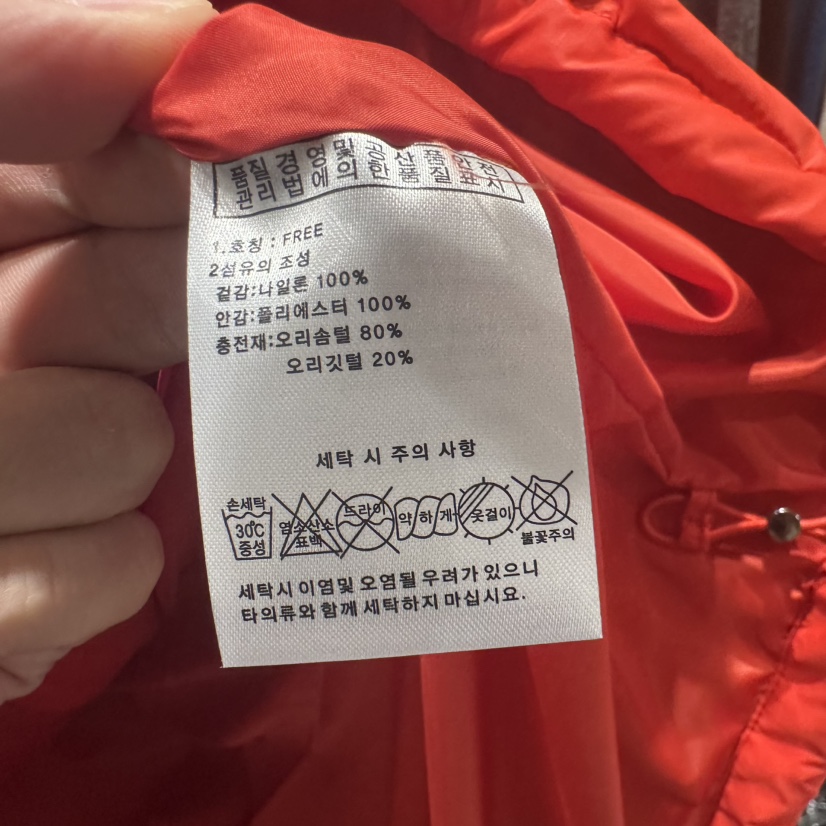 품질경영및공산품안전
관리법에의한품질표시
1.호칭 : FREE
2섬유의 조성
겉감:나일론 100%
안감:폴리에스터 100%
충전재:오리솜털 80%
오리깃털 20%
세탁 시 주의 사항
손세탁
30℃
중성
염소산소
표백
드라이
약하게
옷걸이
불꽃주의
세탁시 이염및 오염될 우려가 있으니
타의류와 함께 세탁하지 마십시요.